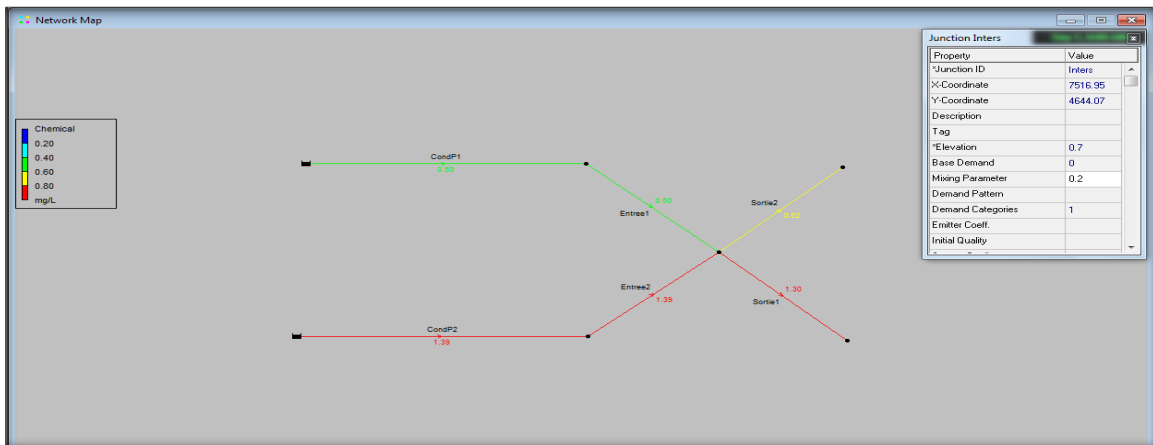 Network Map
Junction Inters
Property Value
*Junction ID Inters
X-Coordinate 7516.95
Y-Coordinate 4644.07
Description
Tag
*Elevation 0.7
Base Demand 0
Mixing Parameter 0.2
Demand Pattern
Demand Categories 1
Emitter Coeff.
Initial Quality
Chemical
0.20
0.40
0.60
0.80
mg/L
CondP1
0.50
0.50
Entree1
Sortie2
0.62
Entree2
1.39
1.30
Sortie1
CondP2
1.39